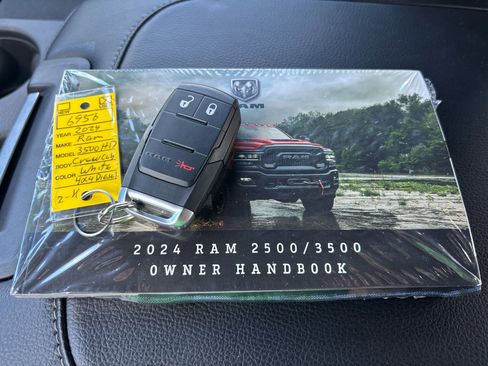 NEW
6956
YEAR 2024
MAKE Ram
MODEL 3500HD
BODY Crew Cab
COLOR White
4x4 Diesel
2-H
RAM
RAM
2024 RAM 2500/3500
OWNER HANDBOOK